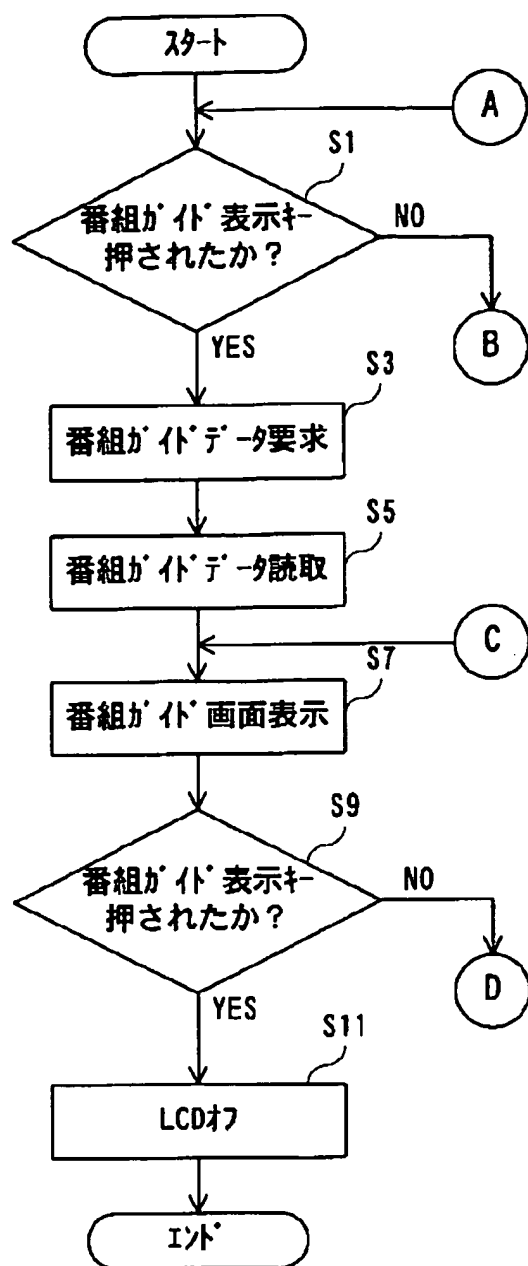 ｽﾀｰﾄ
A
S1
番組ｶﾞｲﾄﾞ表示ｷｰ
押されたか？
NO
B
YES
S3
番組ｶﾞｲﾄﾞﾃﾞｰﾀ要求
S5
番組ｶﾞｲﾄﾞﾃﾞｰﾀ読取
C
S7
番組ｶﾞｲﾄﾞ画面表示
S9
番組ｶﾞｲﾄﾞ表示ｷｰ
押されたか？
NO
D
YES
S11
LCDｵﾌ
ｴﾝﾄﾞ